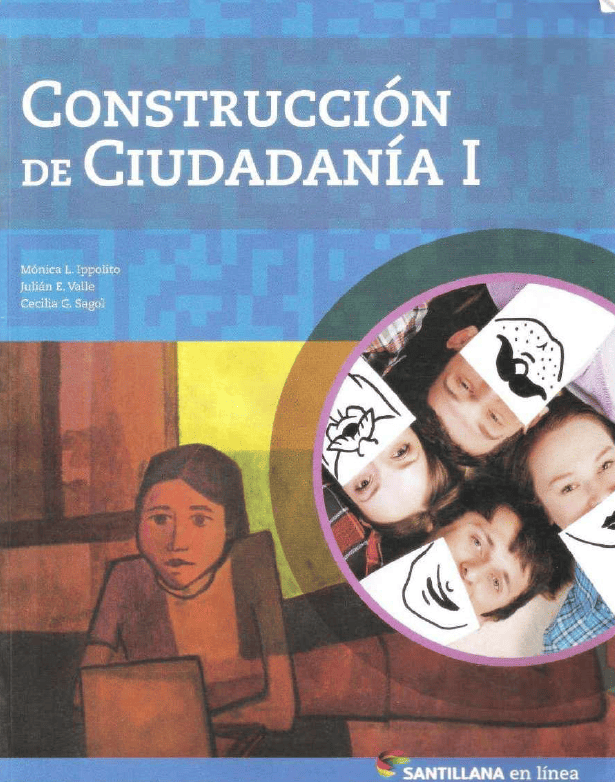 CONSTRUCCIÓN
DE CIUDADANÍA I
Mónica L. Ippolito
Julián E. Valle
Cecilia G. Sagol
SANTILLANA en línea